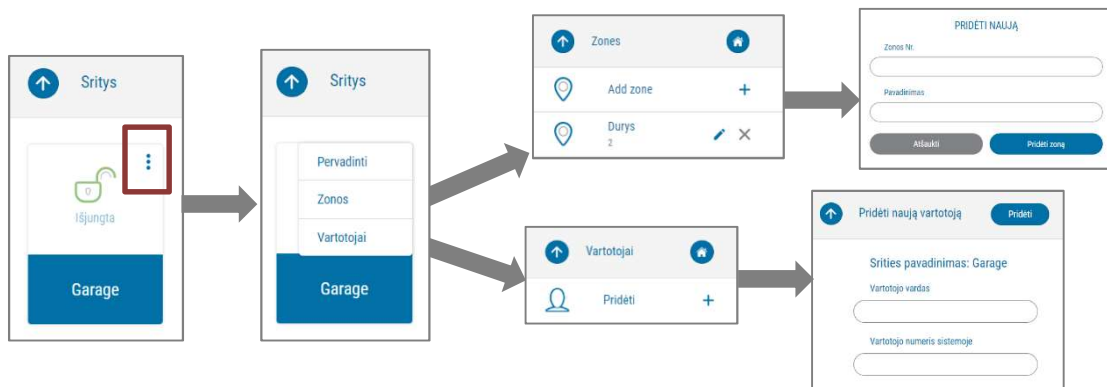 Sritys
Išjungta
Garage
Sritys
Pervadinti
Zonos
Vartotojai
Garage
Zones
Add zone
Durys
2
PRIDĖTI NAUJĄ
Zonos Nr.
Pavadinimas
Atšaukti
Pridėti zoną
Vartotojai
Pridėti
Pridėti naują vartotoją
Pridėti
Srities pavadinimas: Garage
Vartotojo vardas
Vartotojo numeris sistemoje